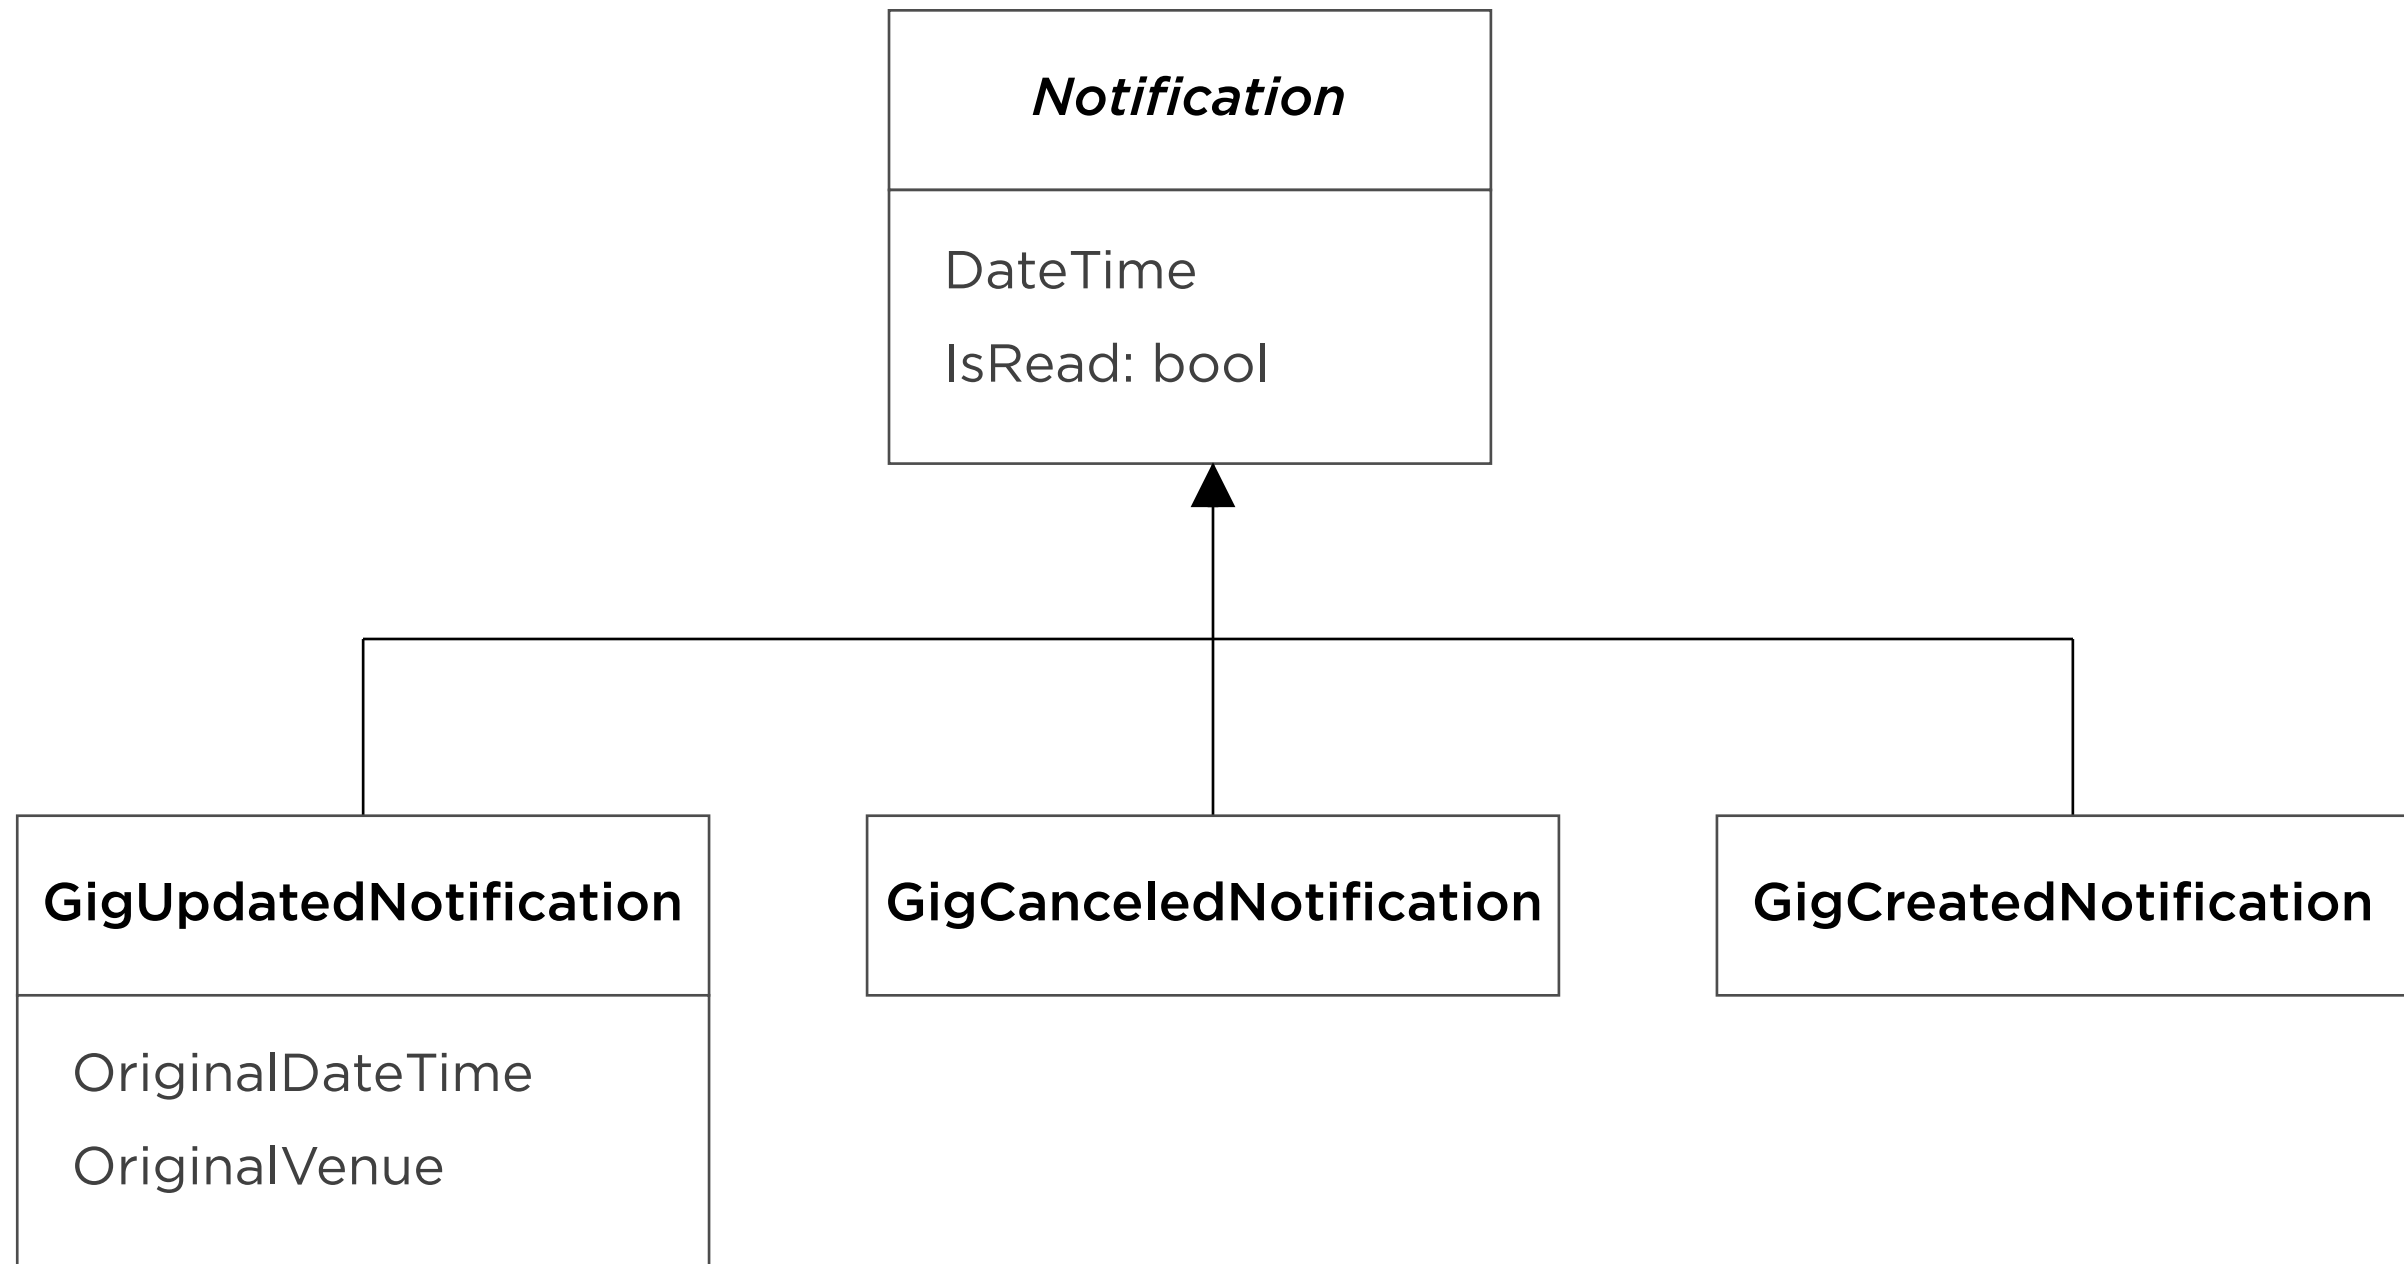 Notification
DateTime
IsRead: bool
GigUpdatedNotification
GigCanceledNotification
GigCreatedNotification
OriginalDateTime
OriginalVenue